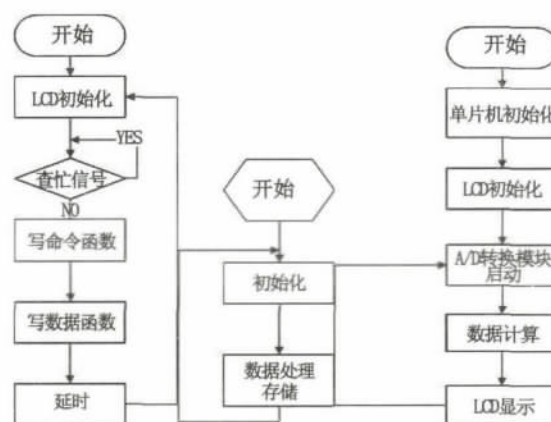 开始
LCD初始化
YES
查忙信号
NO
写命令函数
写数据函数
延时
开始
初始化
数据处理
存储
开始
单片机初始化
LCD初始化
A/D转换模块
启动
数据计算
LCD显示